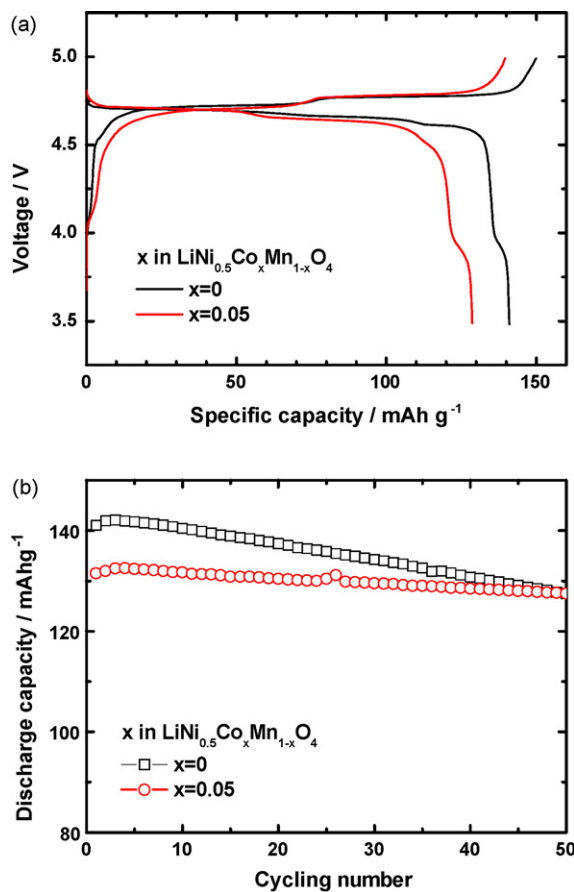 (a)
5.0
4.5
4.0
3.5
Voltage / V
x in LiNi0.5CoxMn1-xO4
x=0
x=0.05
0 50 100 150
Specific capacity / mAh g-1
(b)
140
120
100
80
Discharge capacity / mAhg-1
x in LiNi0.5CoxMn1-xO4
x=0
x=0.05
0 10 20 30 40 50
Cycling number